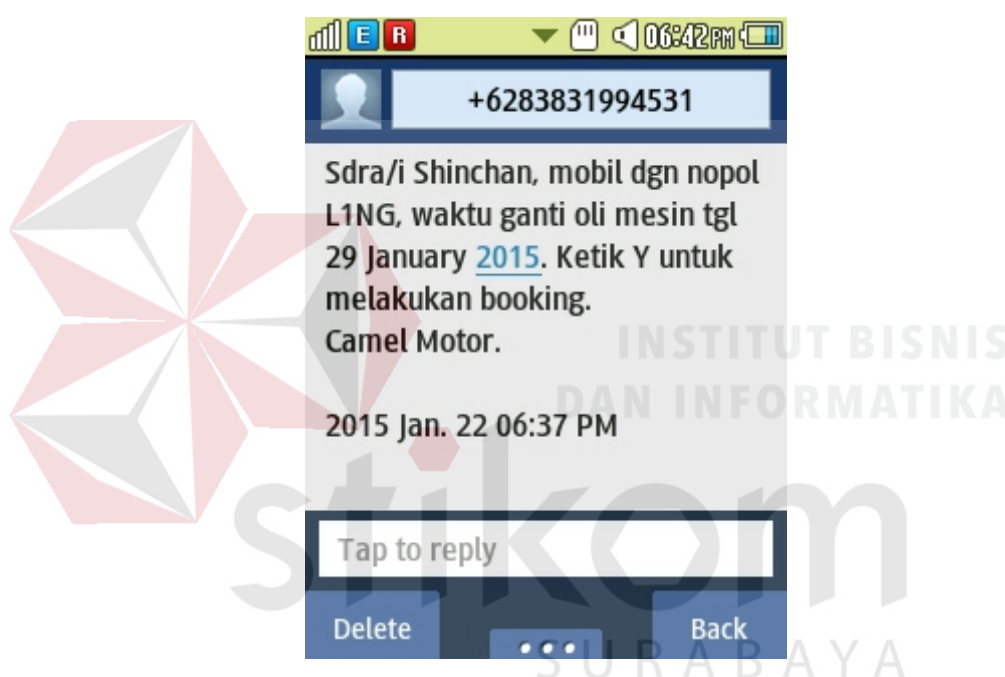 E R 06:42 PM
+6283831994531
Sdra/i Shinchan, mobil dgn nopol
L1NG, waktu ganti oli mesin tgl
29 January 2015. Ketik Y untuk
melakukan booking.
Camel Motor.
2015 Jan. 22 06:37 PM
Tap to reply
Delete
...
Back
INSTITUT BISNIS
DAN INFORMATIKA
stikom
SURABAYA